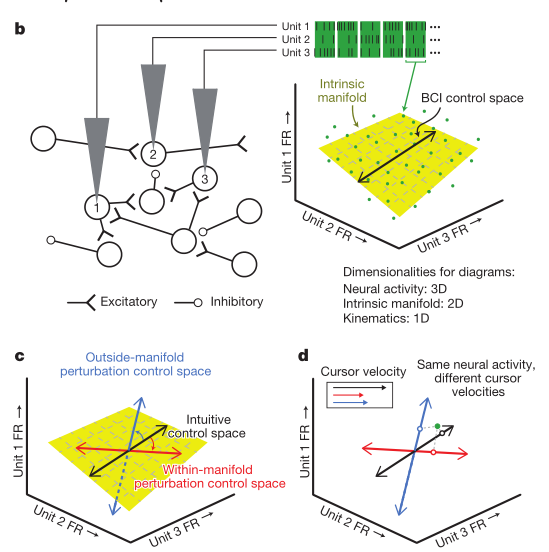 b
Unit 1
Unit 2
Unit 3
Intrinsic
manifold
BCI control space
2
3
1
Unit 1 FR →
Unit 2 FR →
Unit 3 FR →
Excitatory
Inhibitory
Dimensionalities for diagrams:
Neural activity: 3D
Intrinsic manifold: 2D
Kinematics: 1D
c
Outside-manifold
perturbation control space
Intuitive
control space
Within-manifold
perturbation control space
Unit 1 FR →
Unit 2 FR →
Unit 3 FR →
d
Cursor velocity
Same neural activity,
different cursor
velocities
Unit 1 FR →
Unit 2 FR →
Unit 3 FR →